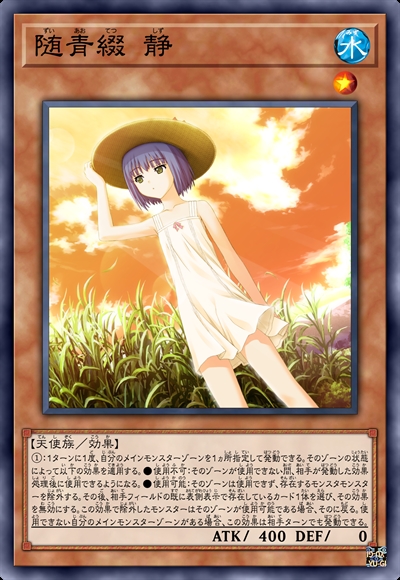 随青綴 静
水
【天使族／効果】
①:1ターンに1度、自分のメインモンスターゾーンを1ヵ所指定して発動できる。そのゾーンの状態
によって以下の効果を適用する。●使用不可:そのゾーンが使用できない間、相手が発動した効果
処理後に使用できるようする。●使用可能:そのゾーンは使用できず、存在するモンスタモンスタ
ーを除外する。その後、相手フィールドの既に表側表示で存在しているカード1体を選び、その効果
を無効にする。この効果で除外したモンスターはそのゾーンが使用可能である場合、そのに戻る。使
用できない自分のメインモンスターゾーンがある場合、この効果は相手ターンでも発動できる。
ATK/ 400 DEF/ 0